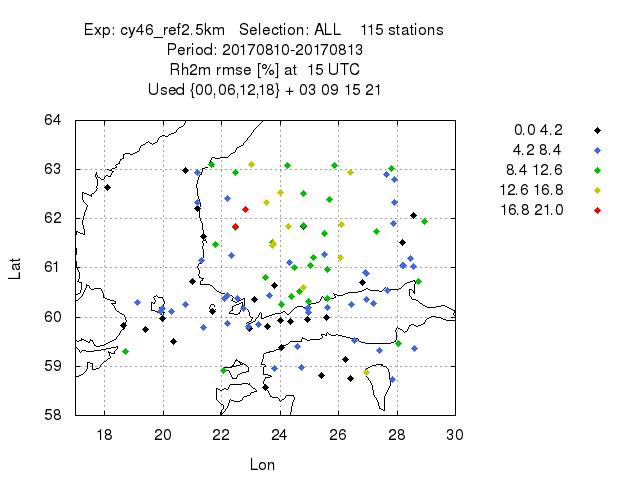 Exp: cy46_ref2.5km   Selection: ALL    115 stations
Period: 20170810-20170813
Rh2m rmse [%] at  15 UTC
Used {00,06,12,18} + 03 09 15 21
0.0 4.2
4.2 8.4
8.4 12.6
12.6 16.8
16.8 21.0
64
63
62
61
60
59
58
Lat
18 20 22 24 26 28 30
Lon